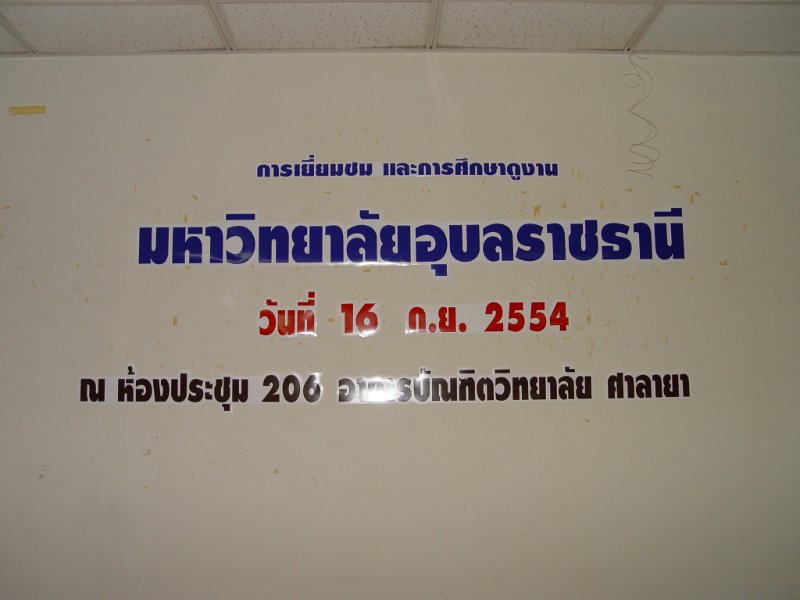 การเยี่ยมชม และการศึกษาดูงาน
มหาวิทยาลัยอุบลราชธานี
วันที่ 16 ก.ย. 2554
ณ ห้องประชุม 206 อาคารบัณฑิตวิทยาลัย ศาลายา